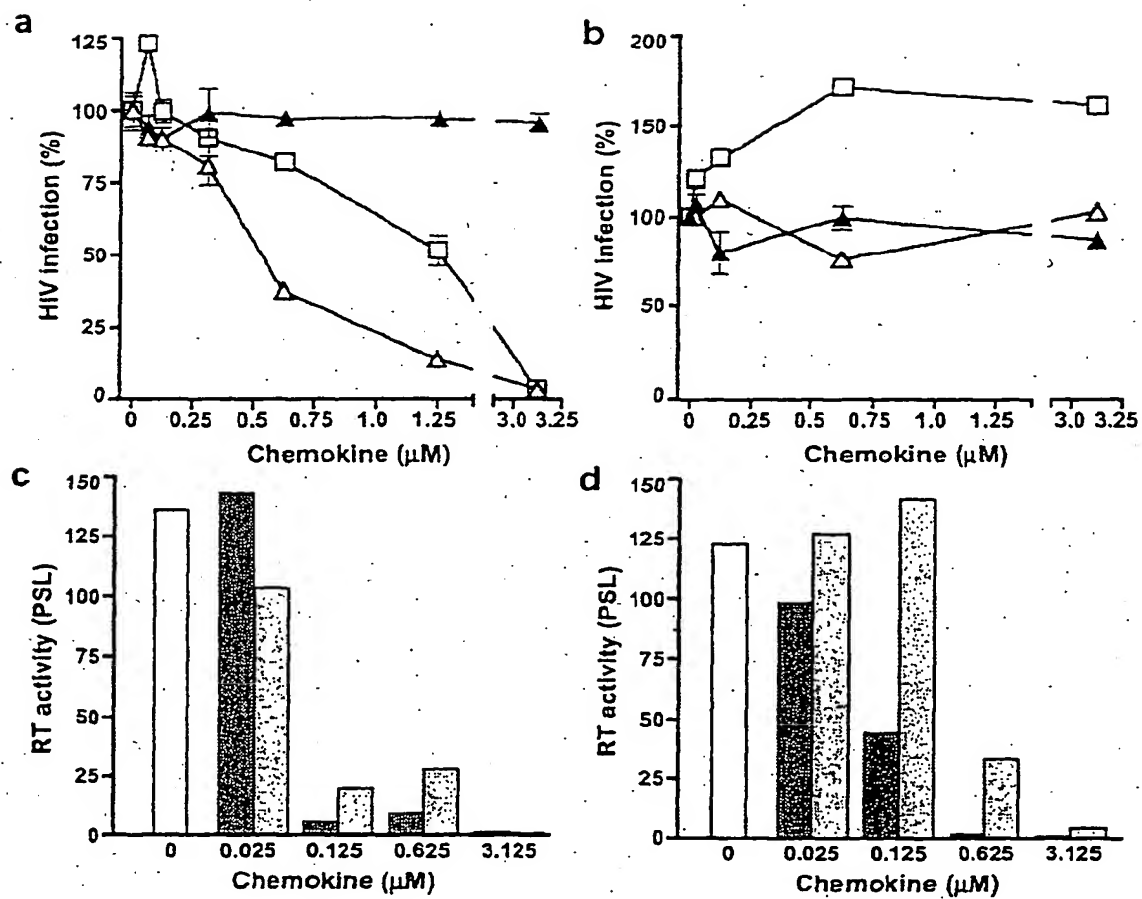 a
125
100
75
50
25
0
HIV infection (%)
0 0.25 0.5 0.75 1.0 1.25 3.0 3.25
Chemokine (μM)
b
200
150
100
50
0
HIV infection (%)
0 0.25 0.5 0.75 1.0 1.25 3.0 3.25
Chemokine (μM)
c
150
125
100
75
50
25
0
RT activity (PSL)
0 0.025 0.125 0.625 3.125
Chemokine (μM)
d
150
125
100
75
50
25
0
RT activity (PSL)
0 0.025 0.125 0.625 3.125
Chemokine (μM)